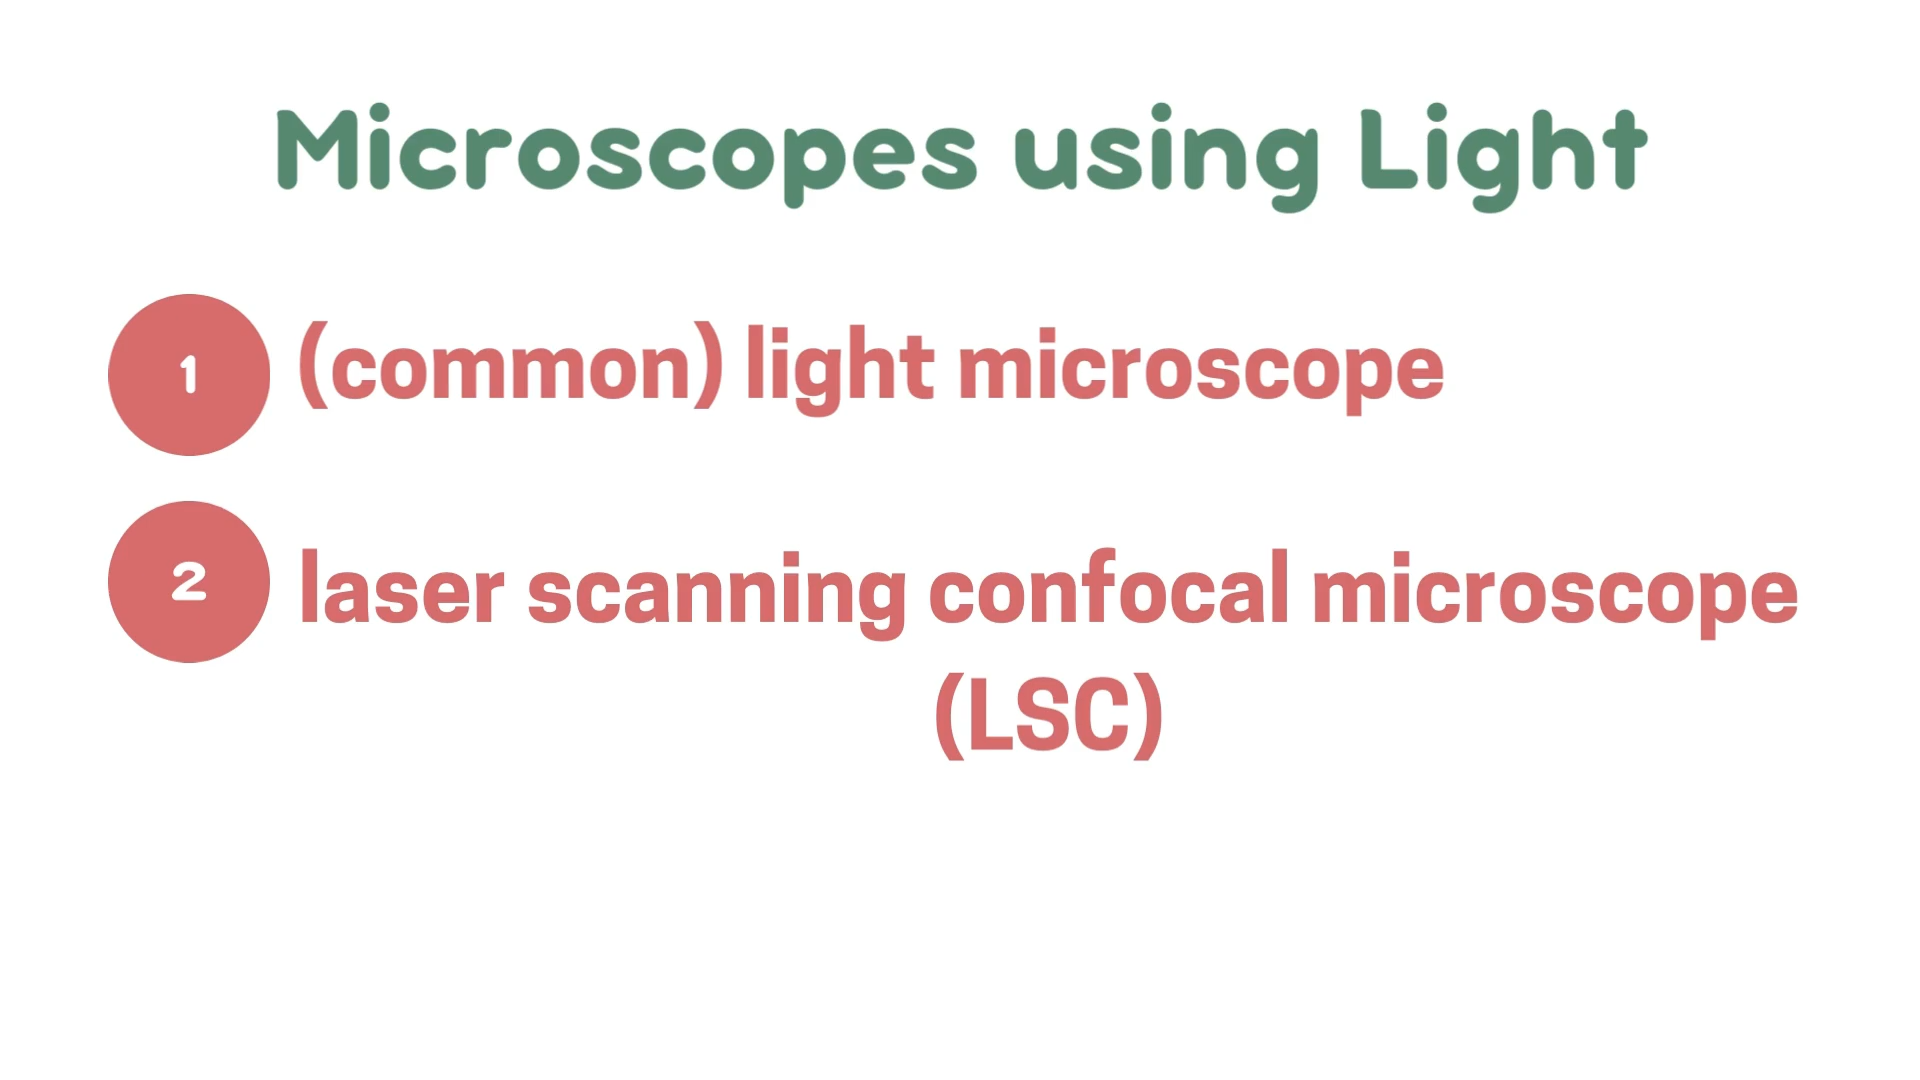 Microscopes using Light
1 (common) light microscope
2 laser scanning confocal microscope
(LSC)